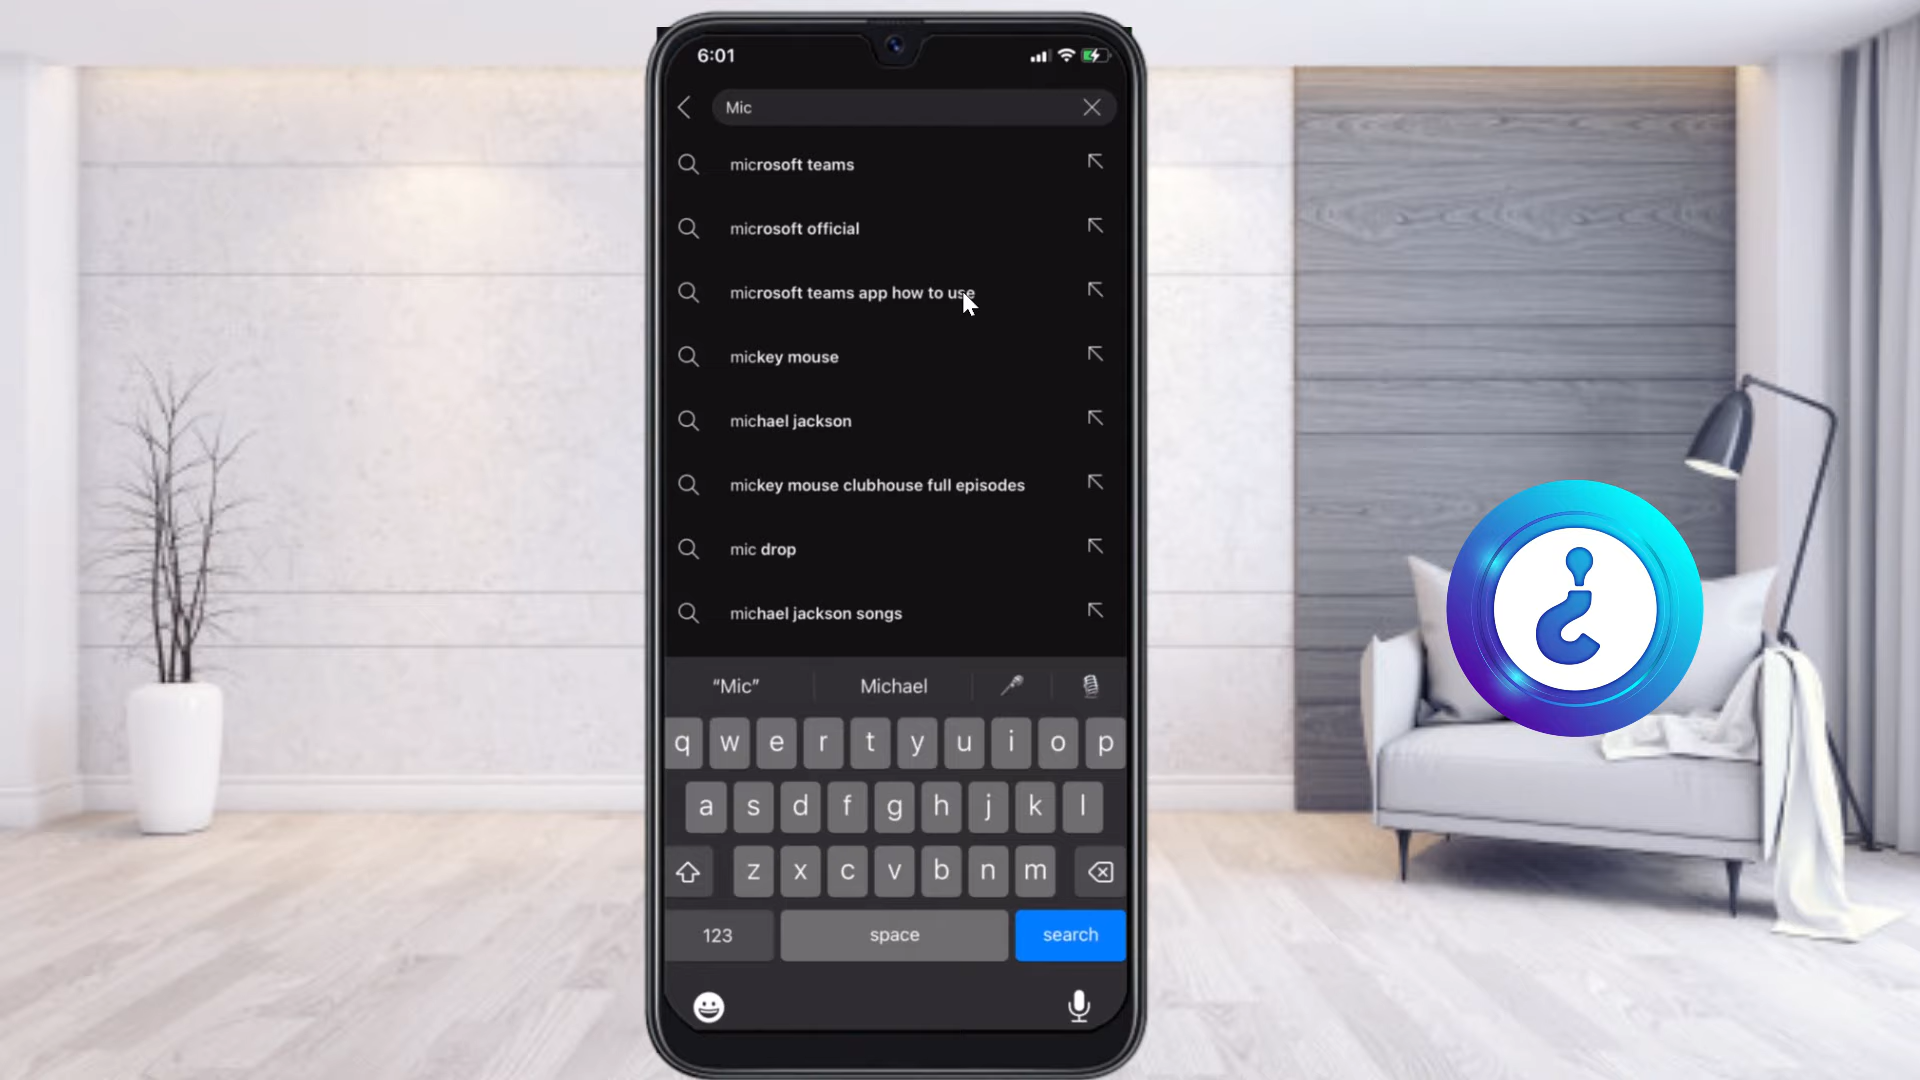 6:01
Mic
microsoft teams
microsoft official
microsoft teams app how to use
mickey mouse
michael jackson
mickey mouse clubhouse full episodes
mic drop
michael jackson songs
“Mic” Michael
q w e r t y u i o p
a s d f g h j k l
z x c v b n m
123 space search